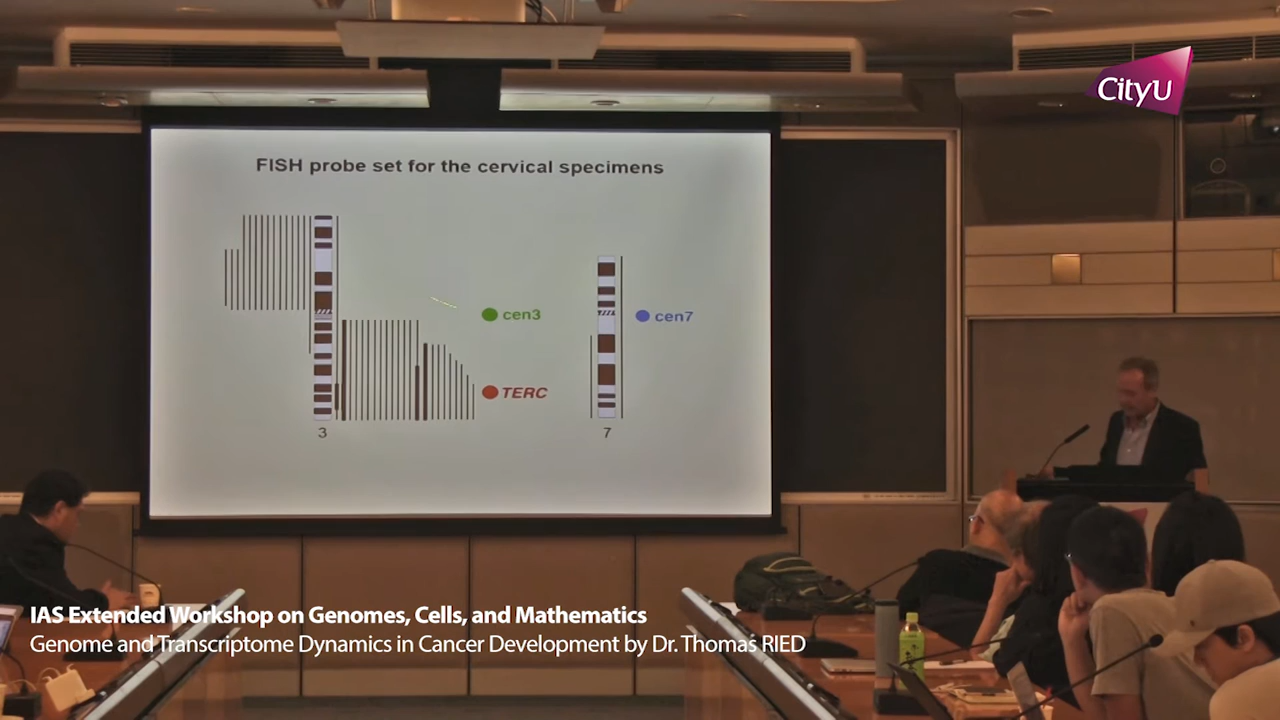 CityU
FISH probe set for the cervical specimens
cen3
cen7
TERC
3
7
IAS Extended Workshop on Genomes, Cells, and Mathematics
Genome and Transcriptome Dynamics in Cancer Development by Dr. Thomas RIED